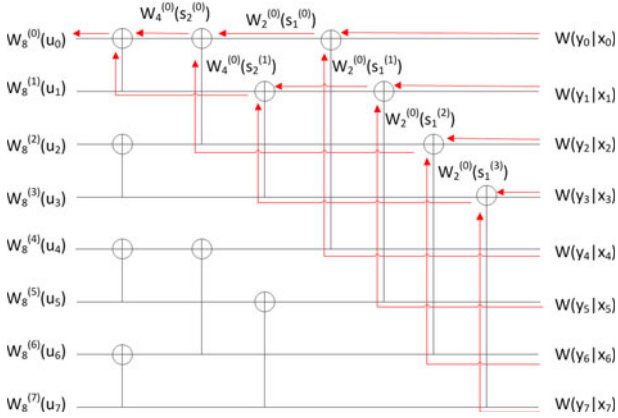 W₄⁽⁰⁾(s₂⁽⁰⁾) W₂⁽⁰⁾(s₁⁽⁰⁾)
W₈⁽⁰⁾(u₀) W(y₀|x₀)
W₄⁽⁰⁾(s₂⁽¹⁾) W₂⁽⁰⁾(s₁⁽¹⁾)
W₈⁽¹⁾(u₁) W(y₁|x₁)
W₂⁽⁰⁾(s₁⁽²⁾)
W₈⁽²⁾(u₂) W(y₂|x₂)
W₂⁽⁰⁾(s₁⁽³⁾)
W₈⁽³⁾(u₃) W(y₃|x₃)
W₈⁽⁴⁾(u₄) W(y₄|x₄)
W₈⁽⁵⁾(u₅) W(y₅|x₅)
W₈⁽⁶⁾(u₆) W(y₆|x₆)
W₈⁽⁷⁾(u₇) W(y₇|x₇)